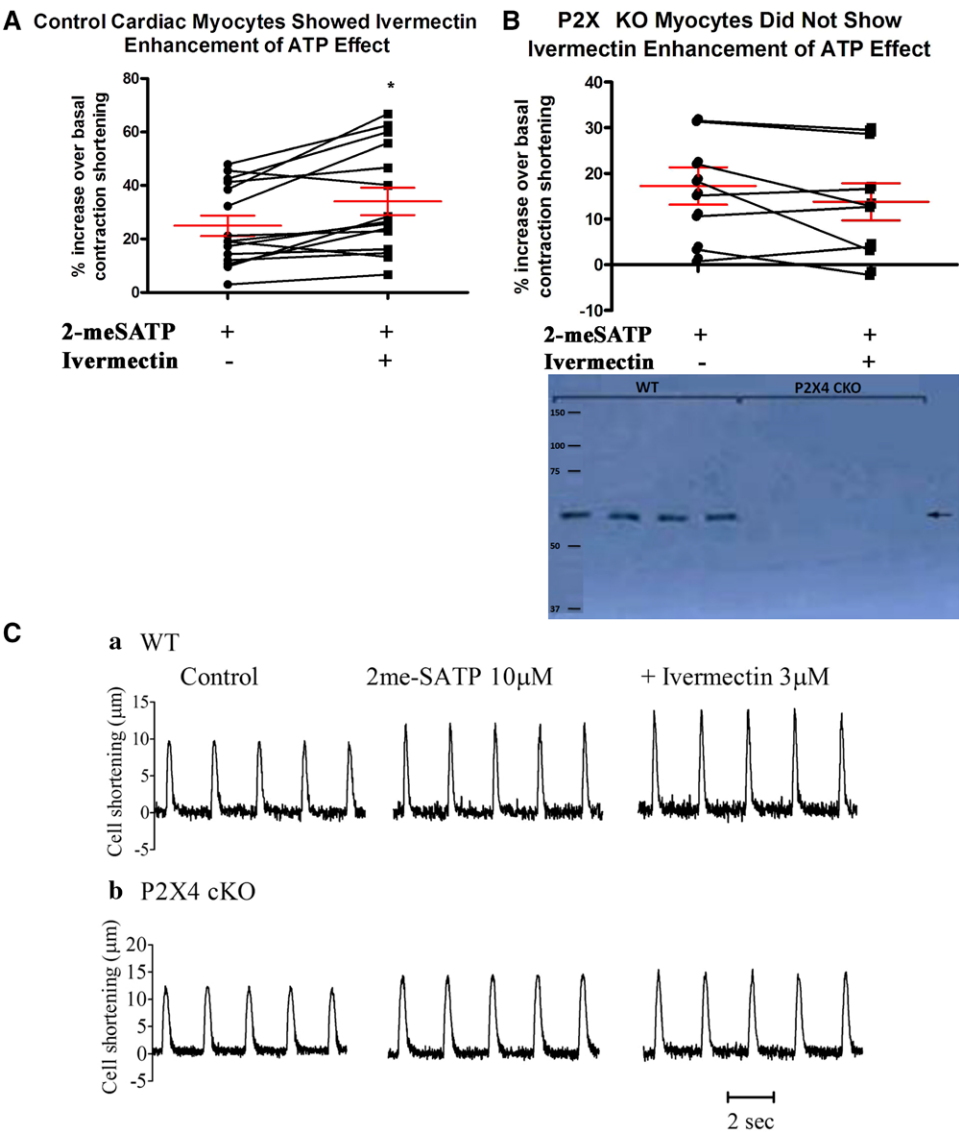 A Control Cardiac Myocytes Showed Ivermectin
Enhancement of ATP Effect
% increase over basal
contraction shortening
80
60
40
20
0
*
2-meSATP + +
Ivermectin - +
B P2X KO Myocytes Did Not Show
Ivermectin Enhancement of ATP Effect
% increase over basal
contraction shortening
40
30
20
10
0
-10
2-meSATP + +
Ivermectin - +
WT P2X4 CKO
150
100
75
50
37
C
a WT
Control 2me-SATP 10μM + Ivermectin 3μM
Cell shortening (μm)
15
10
5
0
-5
b P2X4 cKO
Cell shortening (μm)
20
15
10
5
0
-5
2 sec